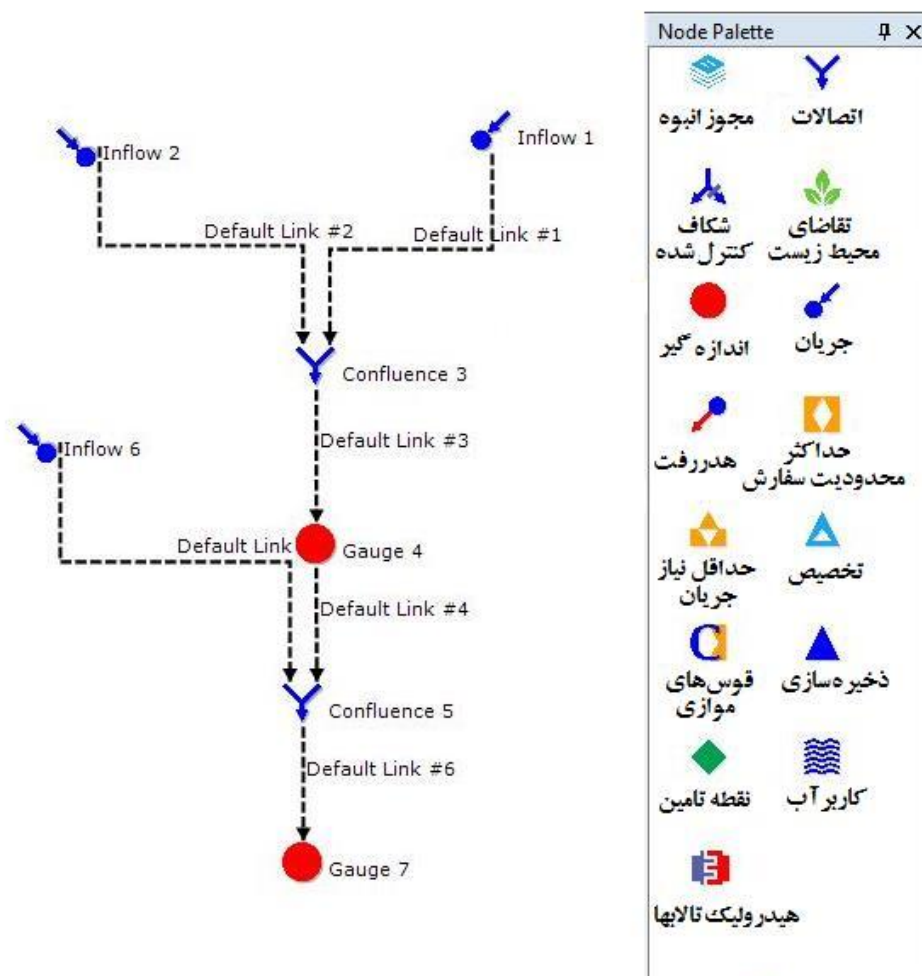 Node Palette
Inflow 2
Inflow 1
Default Link #2
Default Link #1
Confluence 3
Default Link #3
Inflow 6
Default Link
Gauge 4
Default Link #4
Confluence 5
Default Link #6
Gauge 7
اتصالات
مجوز انبوه
تقاضای
محیط زیست
شکاف
کنترل شده
جریان
اندازه گیر
حداکثر
محدودیت سفارش
هدررفت
تخصیص
حداقل نیاز
جریان
ذخیره‌سازی
قوس‌های
موازی
کاربر آب
نقطه تامین
هیدرولیک تالابها